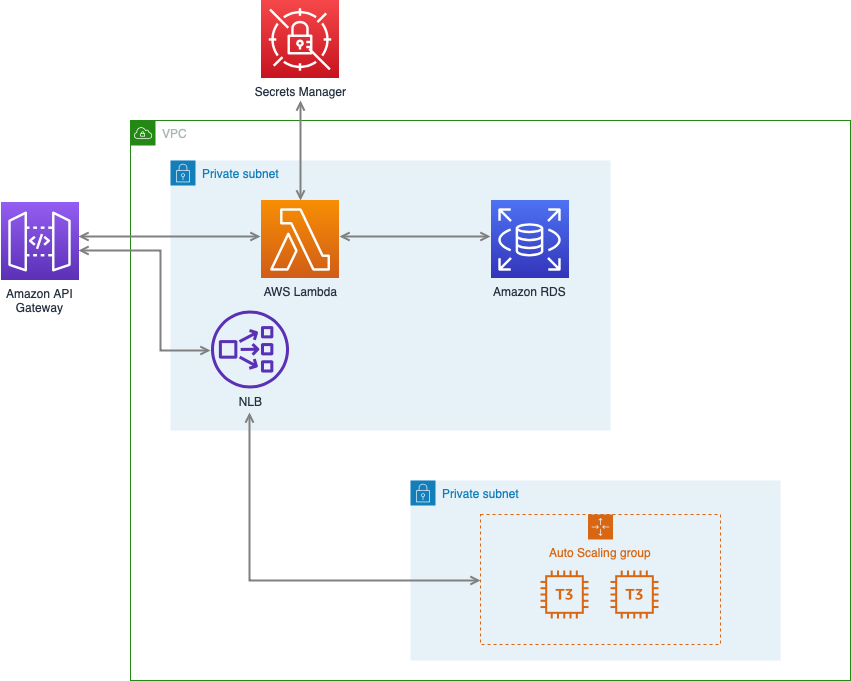 Secrets Manager
VPC
Private subnet
</>
Amazon API
Gateway
AWS Lambda
Amazon RDS
NLB
Private subnet
Auto Scaling group
T3
T3